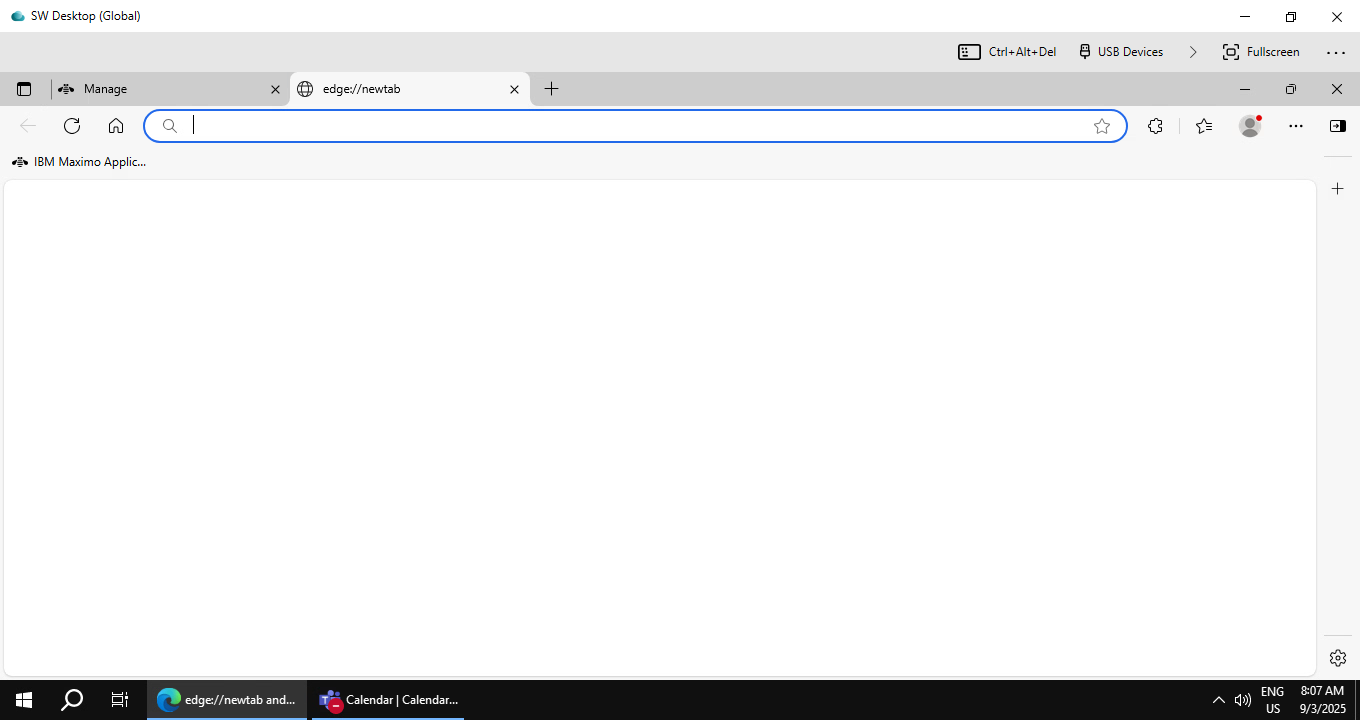 SW Desktop (Global)
Ctrl+Alt+Del
USB Devices
Fullscreen
Manage
edge://newtab
IBM Maximo Applic...
edge://newtab and...
Calendar | Calendar...
ENG
US
8:07 AM
9/3/2025